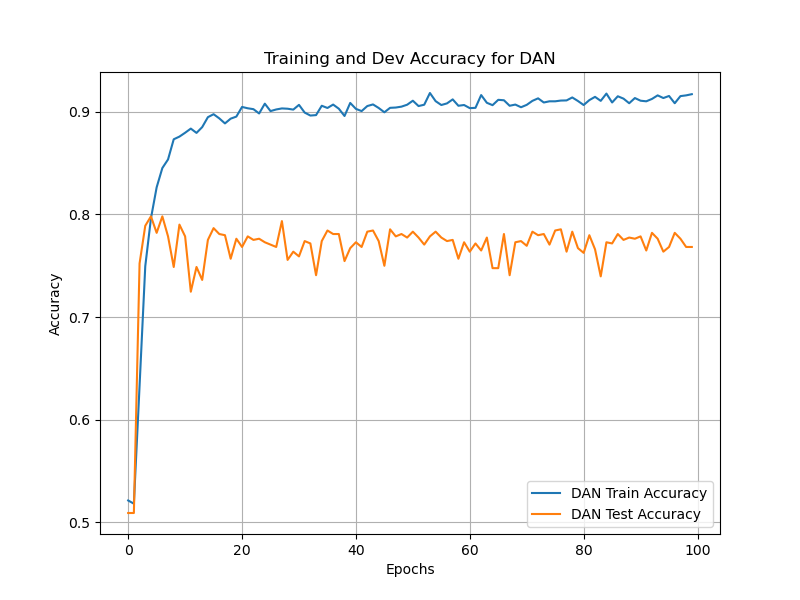 Training and Dev Accuracy for DAN
0.9
0.8
0.7
0.6
0.5
Accuracy
0
20
40
60
80
100
Epochs
DAN Train Accuracy
DAN Test Accuracy